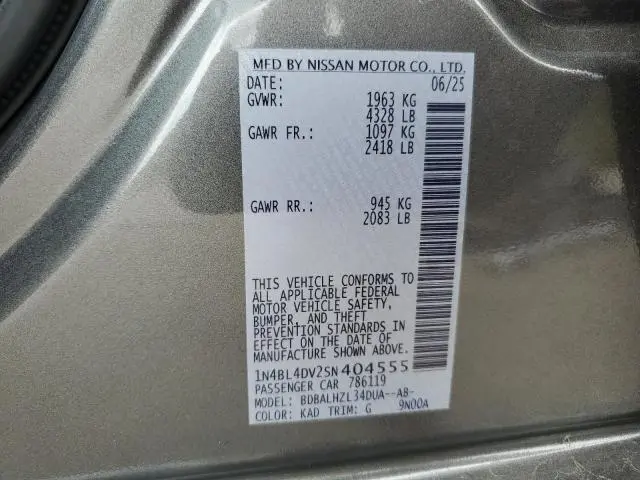 MFD BY NISSAN MOTOR CO., LTD.
DATE: 06/25
GVWR: 1963 KG
4328 LB
GAWR FR.: 1097 KG
2418 LB
GAWR RR.: 945 KG
2083 LB
THIS VEHICLE CONFORMS TO
ALL APPLICABLE FEDERAL
MOTOR VEHICLE SAFETY,
BUMPER, AND THEFT
PREVENTION STANDARDS IN
EFFECT ON THE DATE OF
MANUFACTURE SHOWN ABOVE.
1N4BL4DV2SN404555
PASSENGER CAR 786119
MODEL: BDBALHZL34DUA--AB-
COLOR: KAD TRIM: G 9N00A